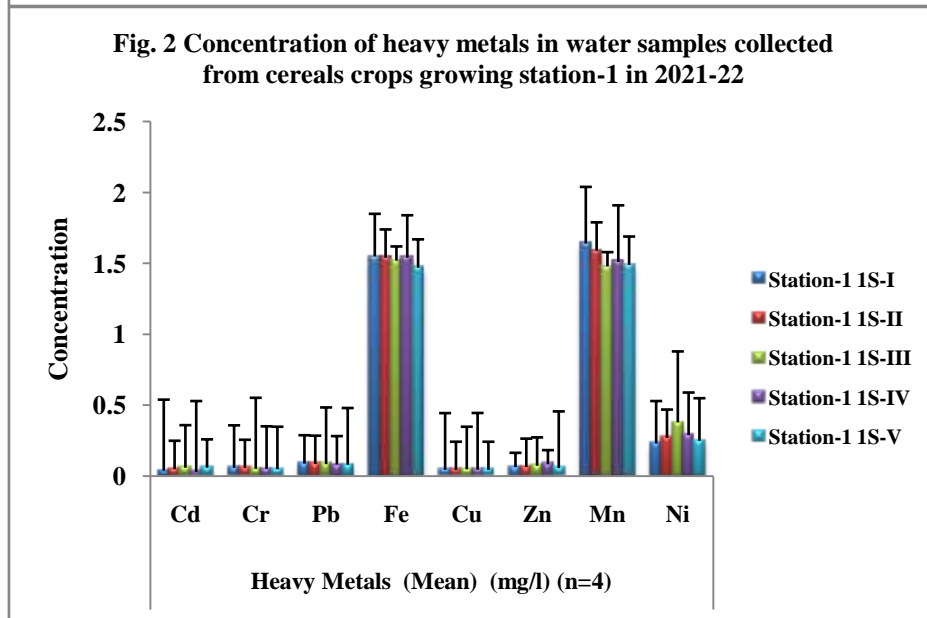 Fig. 2 Concentration of heavy metals in water samples collected
from cereals crops growing station-1 in 2021-22
2.5
2
1.5
1
0.5
0
Concentration
Cd Cr Pb Fe Cu Zn Mn Ni
Heavy Metals (Mean) (mg/l) (n=4)
Station-1 1S-I
Station-1 1S-II
Station-1 1S-III
Station-1 1S-IV
Station-1 1S-V